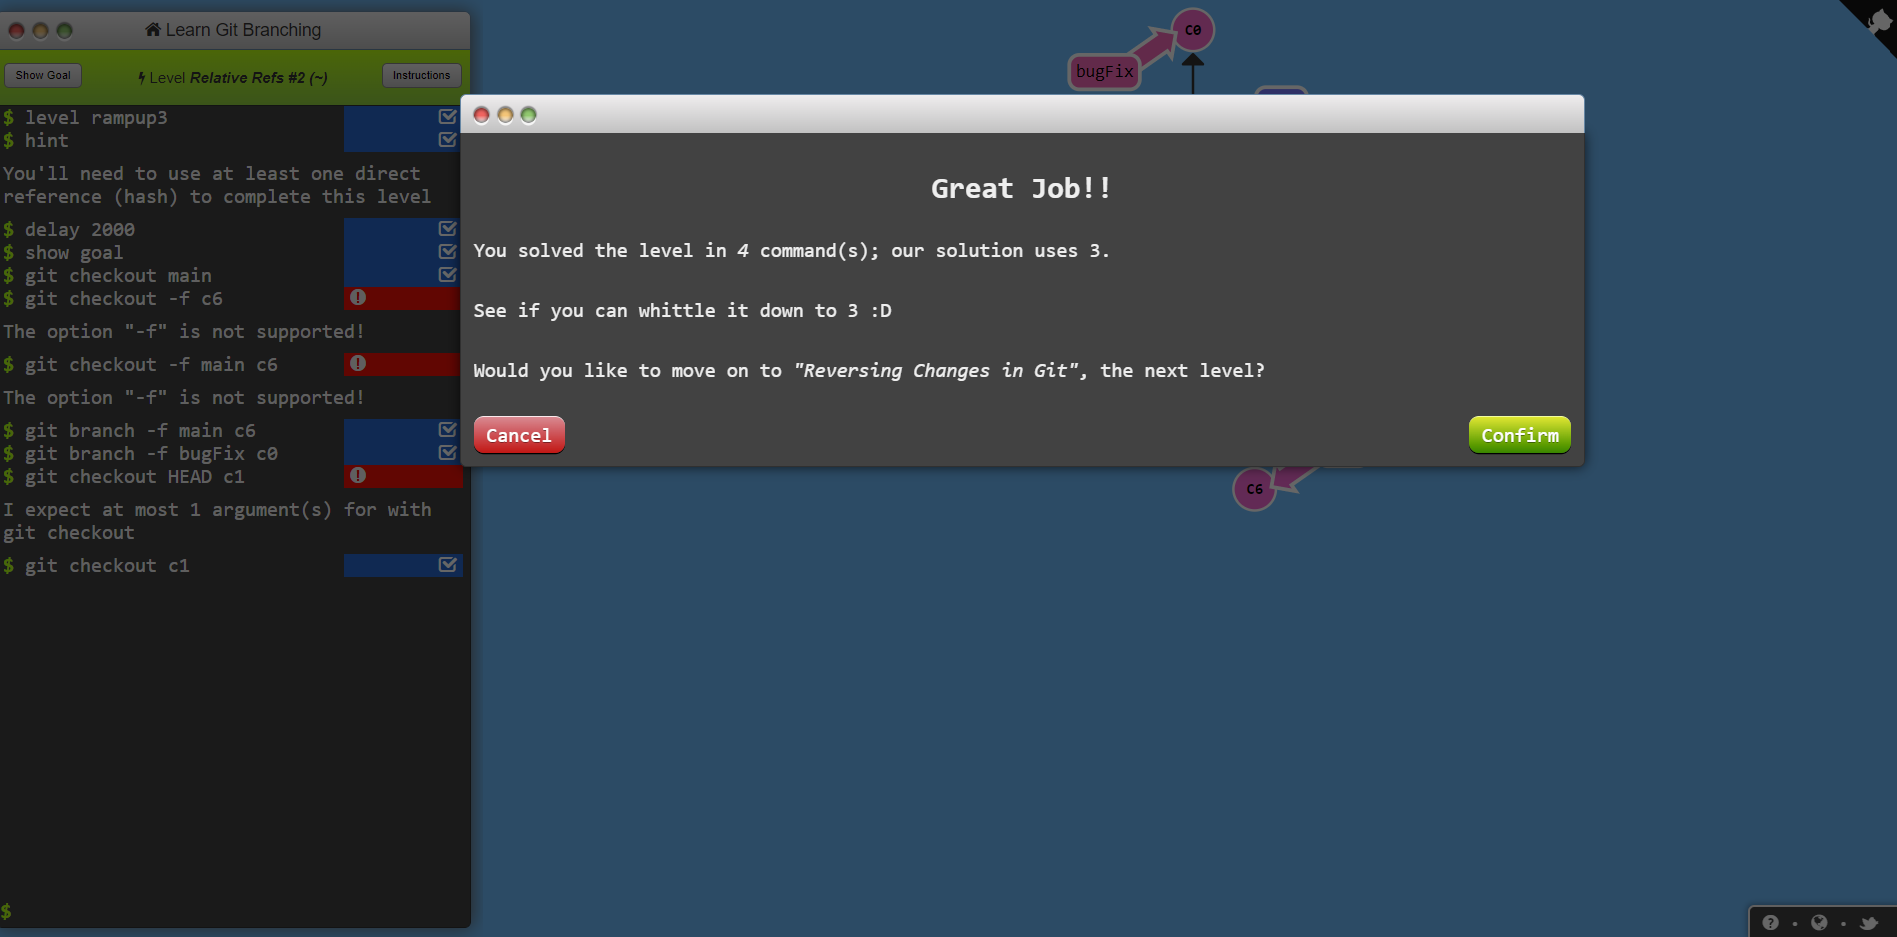 Learn Git Branching
Show Goal
Level Relative Refs #2 (~)
Instructions
$ level rampup3
$ hint
You'll need to use at least one direct
reference (hash) to complete this level
$ delay 2000
$ show goal
$ git checkout main
$ git checkout -f c6
The option "-f" is not supported!
$ git checkout -f main c6
The option "-f" is not supported!
$ git branch -f main c6
$ git branch -f bugFix c0
$ git checkout HEAD c1
I expect at most 1 argument(s) for with
git checkout
$ git checkout c1
$
C0
bugFix
Great Job!!
You solved the level in 4 command(s); our solution uses 3.
See if you can whittle it down to 3 :D
Would you like to move on to "Reversing Changes in Git", the next level?
Cancel
Confirm
C6